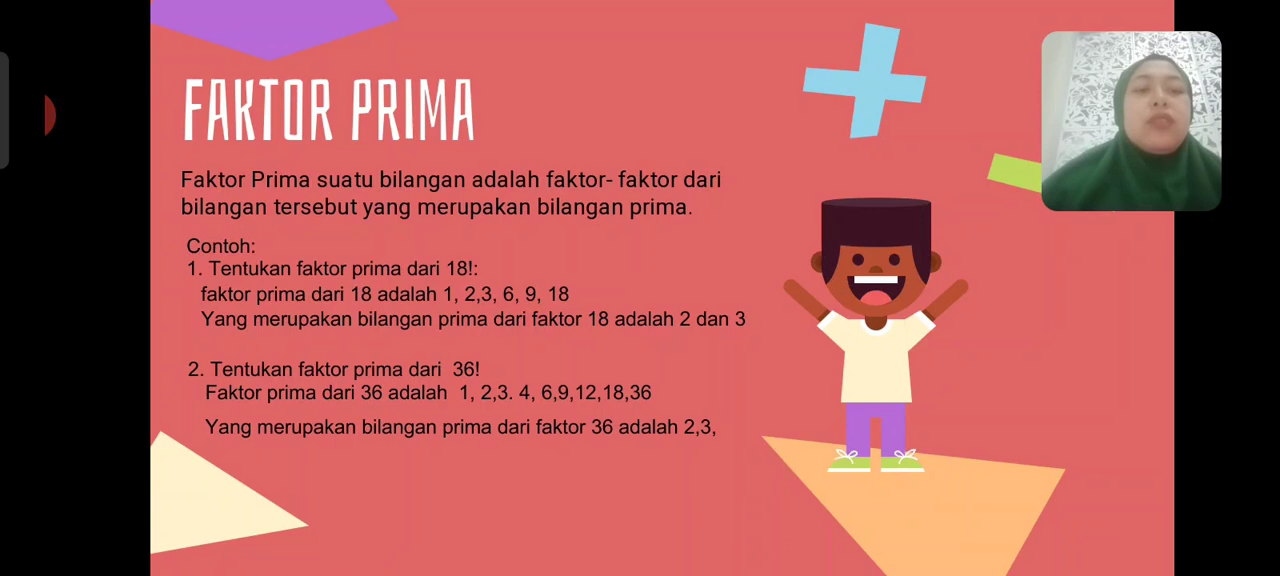 FAKTOR PRIMA
Faktor Prima suatu bilangan adalah faktor- faktor dari
bilangan tersebut yang merupakan bilangan prima.
Contoh:
1. Tentukan faktor prima dari 18!:
faktor prima dari 18 adalah 1, 2,3, 6, 9, 18
Yang merupakan bilangan prima dari faktor 18 adalah 2 dan 3
2. Tentukan faktor prima dari  36!
Faktor prima dari 36 adalah  1, 2,3. 4, 6,9,12,18,36
Yang merupakan bilangan prima dari faktor 36 adalah 2,3,